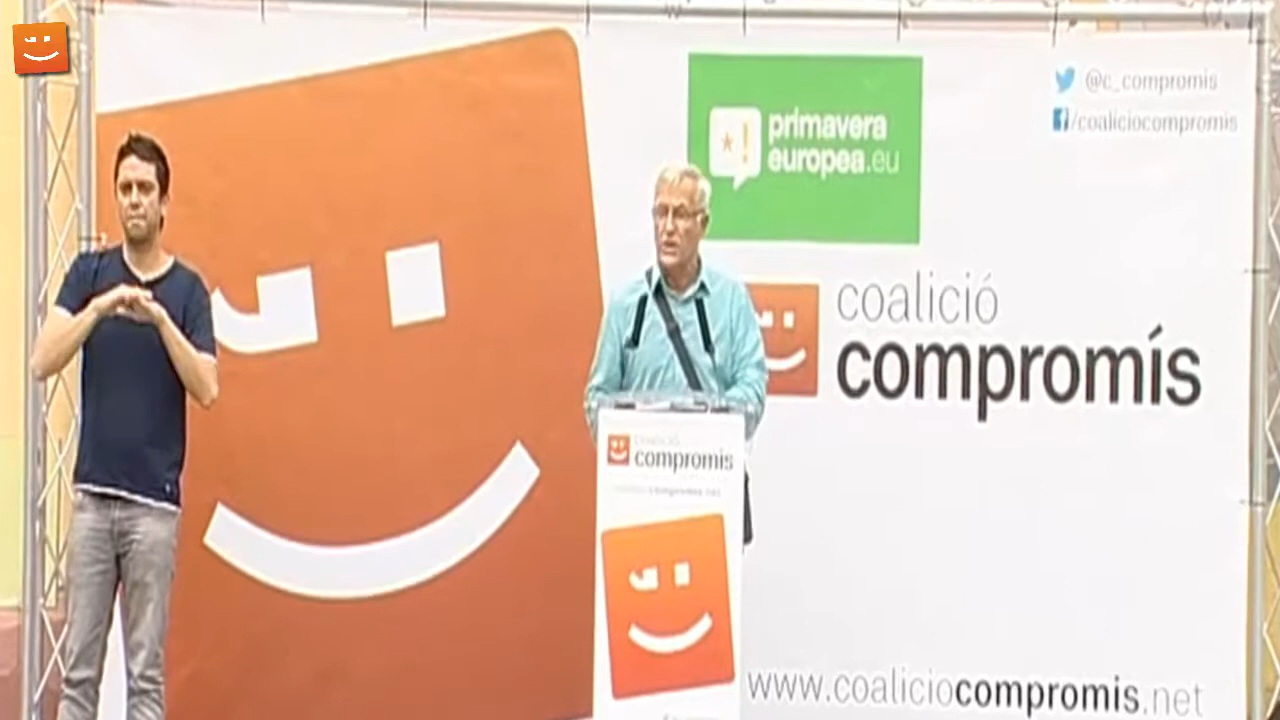 primavera
europea.eu
@c_compromis
/coaliciocompromis
coalició
compromís
coalició
compromís
www.coaliciocompromis.net